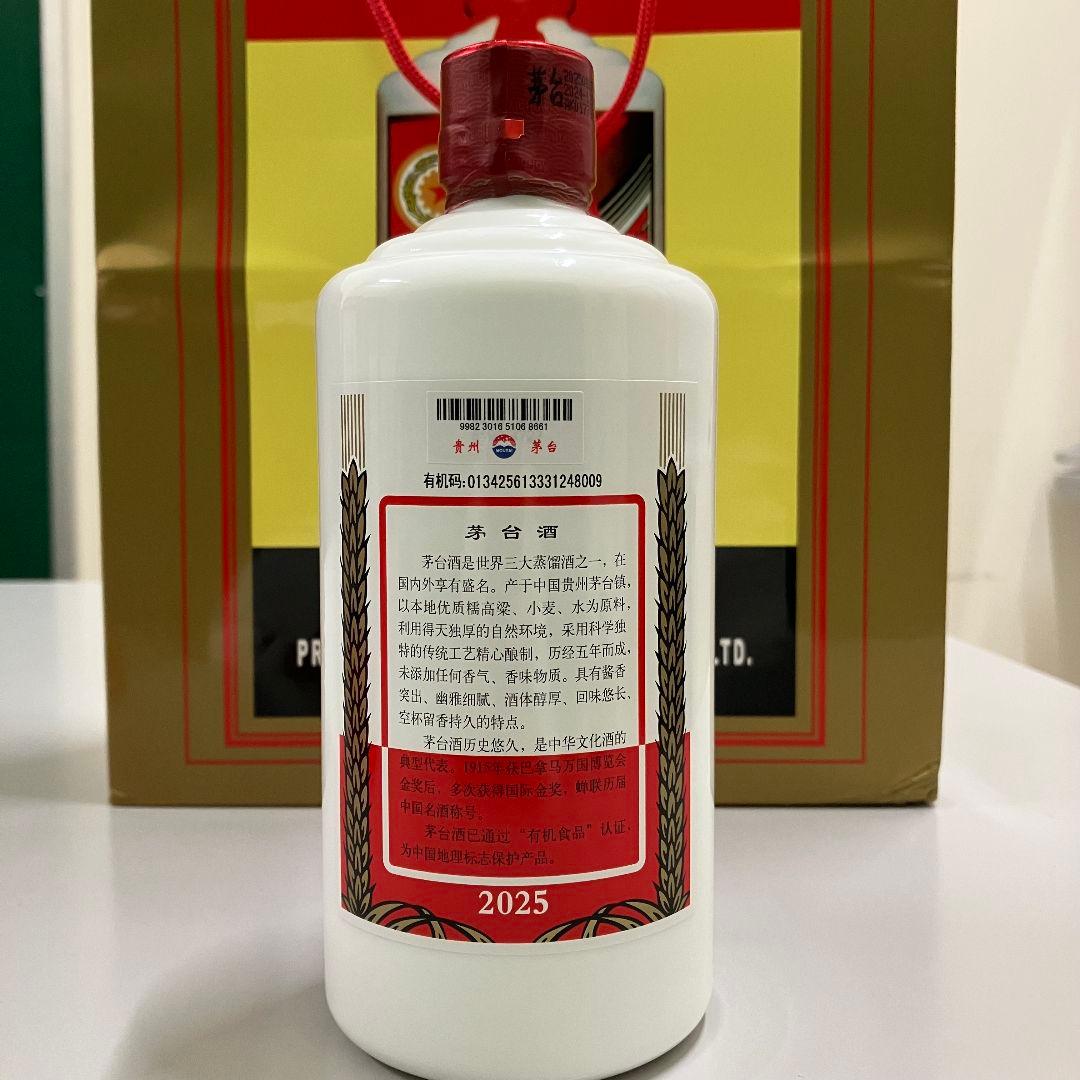 茅台
9982 3016 5106 8661
贵州 MOUTAI 茅台
有机码:013425613331248009
茅台酒
茅台酒是世界三大蒸馏酒之一，在
国内外享有盛名。产于中国贵州茅台镇，
以本地优质糯高粱、小麦、水为原料，
利用得天独厚的自然环境，采用科学独
特的传统工艺精心酿制，历经五年而成，
未添加任何香气、香味物质。具有酱香
突出、幽雅细腻、酒体醇厚、回味悠长、
空杯留香持久的特点。
茅台酒历史悠久，是中华文化酒的
典型代表。1915年获巴拿马万国博览会
金奖后，多次获得国际金奖，蝉联历届
中国名酒称号。
茅台酒已通过“有机食品”认证，
为中国地理标志保护产品。
2025
LTD.